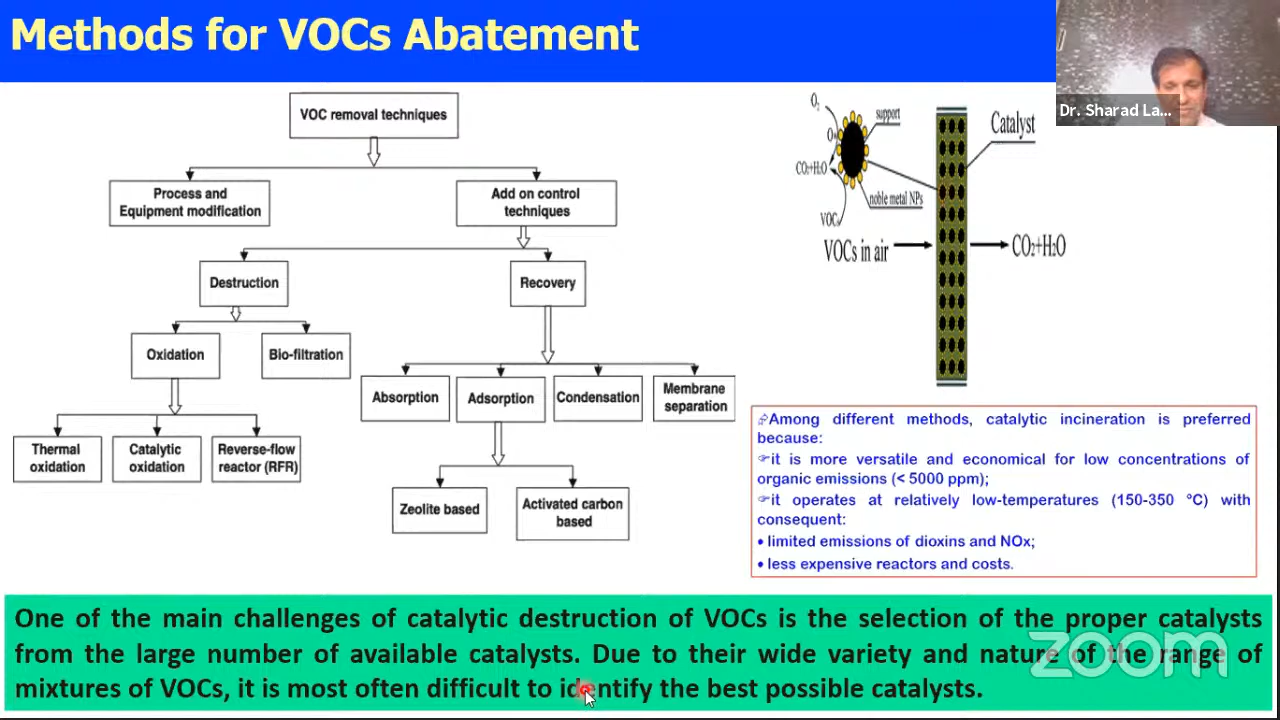 Methods for VOCs Abatement
Dr. Sharad La...
VOC removal techniques
Process and
Equipment modification
Add on control
techniques
Destruction
Recovery
Oxidation
Bio-filtration
Absorption
Adsorption
Condensation
Membrane
separation
Thermal
oxidation
Catalytic
oxidation
Reverse-flow
reactor (RFR)
Zeolite based
Activated carbon
based
O₂
support
Catalyst
CO₂+H₂O
noble metal NPs
VOCs
VOCs in air
CO₂+H₂O
Among different methods, catalytic incineration is preferred
because:
☞it is more versatile and economical for low concentrations of
organic emissions (< 5000 ppm);
☞it operates at relatively low-temperatures (150-350 °C) with
consequent:
• limited emissions of dioxins and NOx;
• less expensive reactors and costs.
One of the main challenges of catalytic destruction of VOCs is the selection of the proper catalysts
from the large number of available catalysts. Due to their wide variety and nature of the range of
mixtures of VOCs, it is most often difficult to identify the best possible catalysts.
zoom